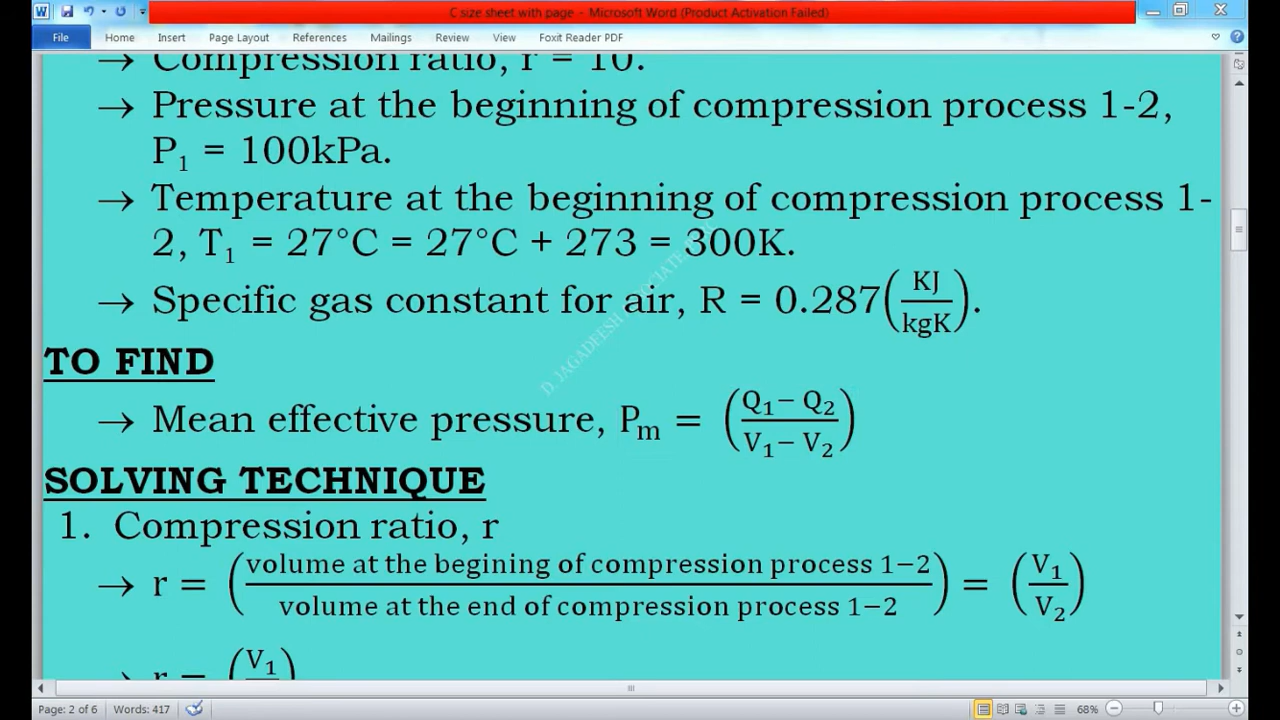 C size sheet with page - Microsoft Word (Product Activation Failed)
File Home Insert Page Layout References Mailings Review View Foxit Reader PDF
→ Compression ratio, r = 10.
→ Pressure at the beginning of compression process 1-2,
P₁ = 100kPa.
→ Temperature at the beginning of compression process 1-
2, T₁ = 27°C = 27°C + 273 = 300K.
→ Specific gas constant for air, R = 0.287(KJ/kgK).
TO FIND
→ Mean effective pressure, Pₘ = (Q₁− Q₂/V₁− V₂)
SOLVING TECHNIQUE
1. Compression ratio, r
→ r = (volume at the begining of compression process 1−2/volume at the end of compression process 1−2) = (V₁/V₂)
→ r = (V₁
Page: 2 of 6 Words: 417 68%